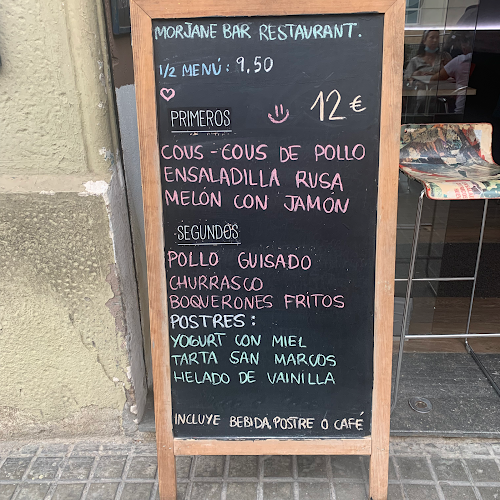 MORJANE BAR RESTAURANT.
1/2 MENÚ: 9,50
12 €
PRIMEROS
COUS-COUS DE POLLO
ENSALADILLA RUSA
MELÓN CON JAMÓN
SEGUNDOS
POLLO GUISADO
CHURRASCO
BOQUERONES FRITOS
POSTRES:
YOGURT CON MIEL
TARTA SAN MARCOS
HELADO DE VAINILLA
INCLUYE BEBIDA, POSTRE O CAFÉ